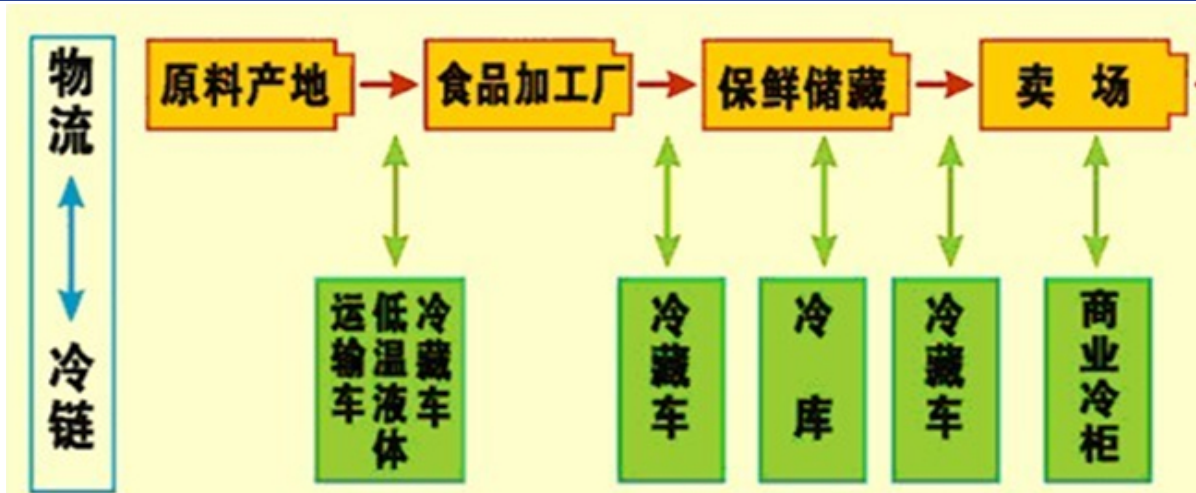 物流
冷链
原料产地
食品加工厂
保鲜储藏
卖场
冷藏车
低温液体
运输车
冷藏车
冷库
冷藏车
商业冷柜